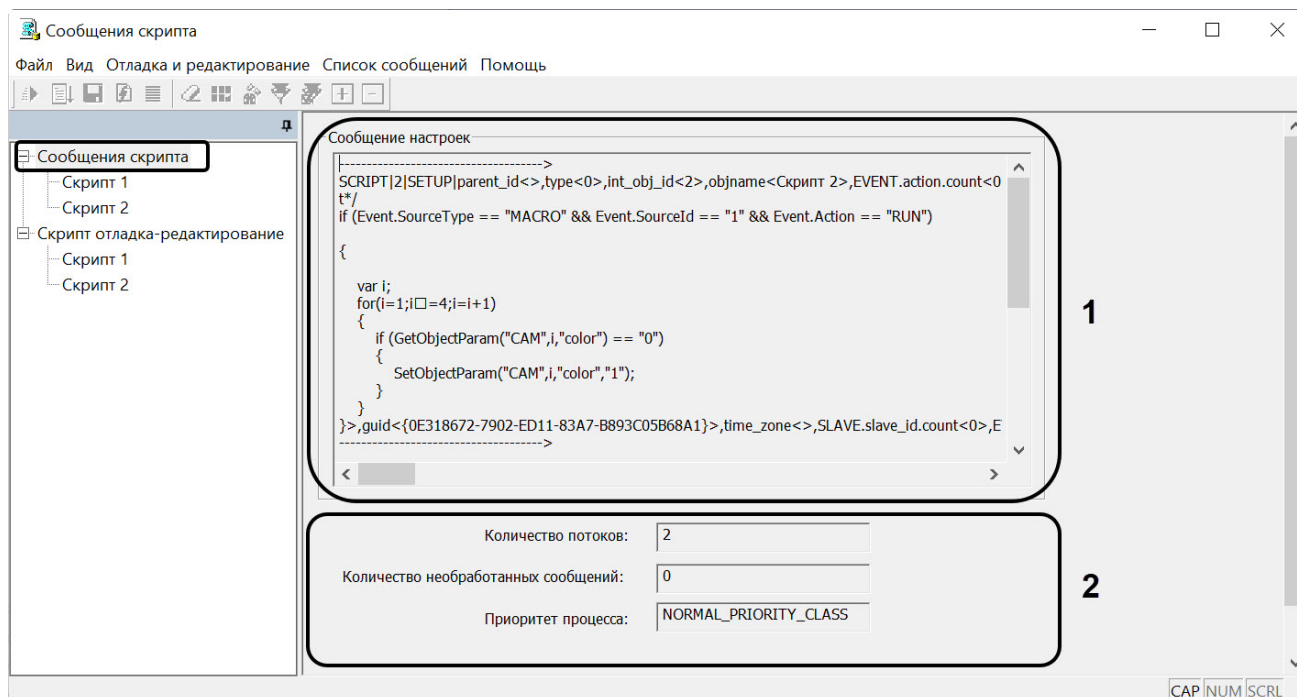 Сообщения скрипта
Файл Вид Отладка и редактирование Список сообщений Помощь
Сообщения скрипта
Скрипт 1
Скрипт 2
Скрипт отладка-редактирование
Скрипт 1
Скрипт 2
Сообщение настроек
------------------------------------>
SCRIPT|2|SETUP|parent_id<>,type<0>,int_obj_id<2>,objname<Скрипт 2>,EVENT.action.count<0
t*/
if (Event.SourceType == "MACRO" && Event.SourceId == "1" && Event.Action == "RUN")
{
var i;
for(i=1;i□=4;i=i+1)
{
if (GetObjectParam("CAM",i,"color") == "0")
{
SetObjectParam("CAM",i,"color","1");
}
}
}>,guid<{0E318672-7902-ED11-83A7-B893C05B68A1}>,time_zone<>,SLAVE.slave_id.count<0>,E
------------------------------------>
1
Количество потоков: 2
Количество необработанных сообщений: 0
Приоритет процесса: NORMAL_PRIORITY_CLASS
2
CAP NUM SCRL